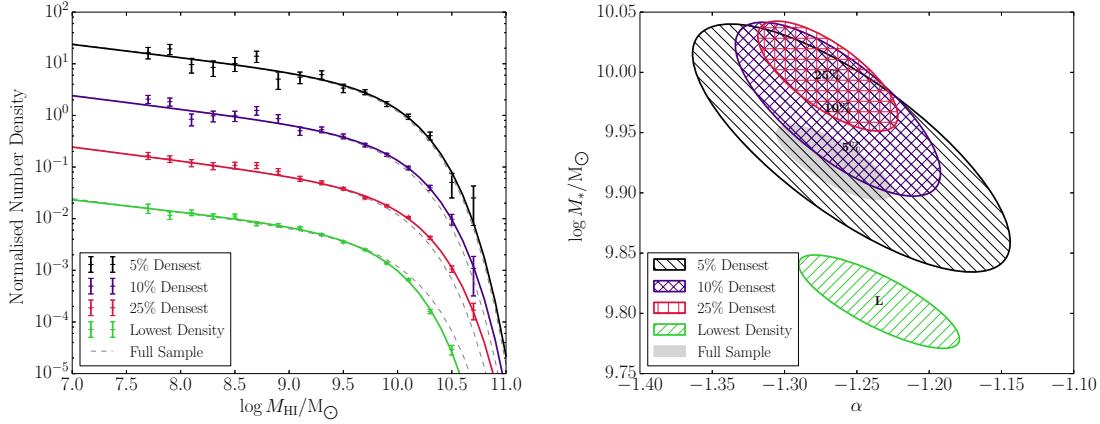 Normalised Number Density
10^2
10^1
10^0
10^−1
10^−2
10^−3
10^−4
10^−5
5% Densest
10% Densest
25% Densest
Lowest Density
Full Sample
7.0 7.5 8.0 8.5 9.0 9.5 10.0 10.5 11.0
log M_HI/M_⊙
log M_*/M_⊙
10.05
10.00
9.95
9.90
9.85
9.80
9.75
25%
10%
5%
L
5% Densest
10% Densest
25% Densest
Lowest Density
Full Sample
−1.40 −1.35 −1.30 −1.25 −1.20 −1.15 −1.10
α